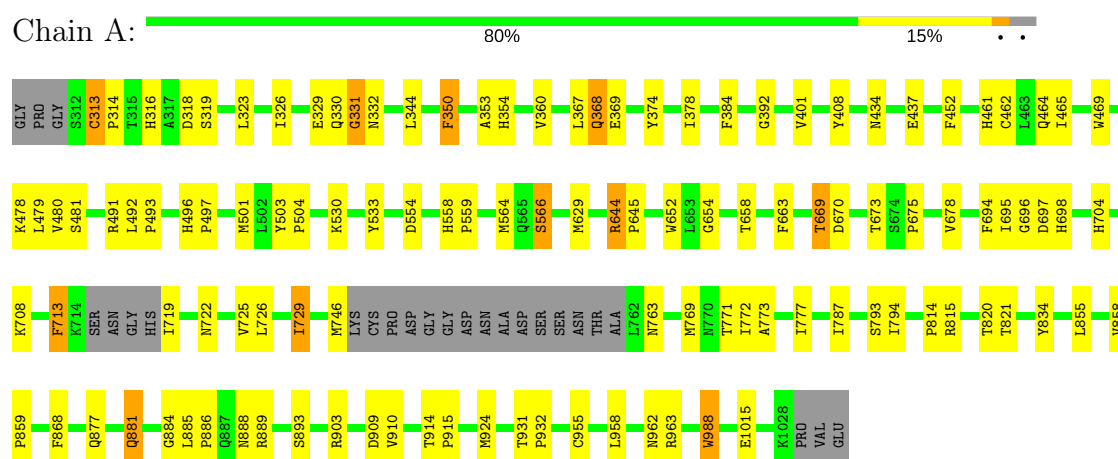 Chain A:
80% 15% • •
GLY PRO GLY S312 C313 P314 T315 H316 A317 D318 S319 L323 I326 E329 Q330 G331 N332 L344 F350 A353 H354 V360 L367 Q368 E369 Y374 I378 F384 G392 V401 Y408 N434 E437 F452 H461 C462 L463 Q464 I465 W469
K478 L479 V480 S481 R491 L492 P493 H496 P497 M501 L502 Y503 P504 K530 Y533 D554 H558 P559 M564 Q565 S566 M629 R644 P645 W652 L653 G654 T658 F663 T669 D670 T673 S674 P675 V678 F694 I695 G696 D697 H698 H704
K708 F713 K714 SER ASN GLY HIS I719 N722 V725 L726 I729 M746 LYS CYS PRO ASP GLY GLY ASP ASN ALA ASP SER SER ASN THR ALA L762 N763 M769 N770 T771 I772 A773 I777 I787 S793 I794 P814 R815 T820 T821 Y834 L855 V858
P859 F868 Q877 Q881 G884 L885 P886 Q887 N888 R889 S893 R903 D909 V910 T914 P915 M924 T931 P932 C955 L958 N962 R963 W988 E1015 K1028 PRO VAL GLU